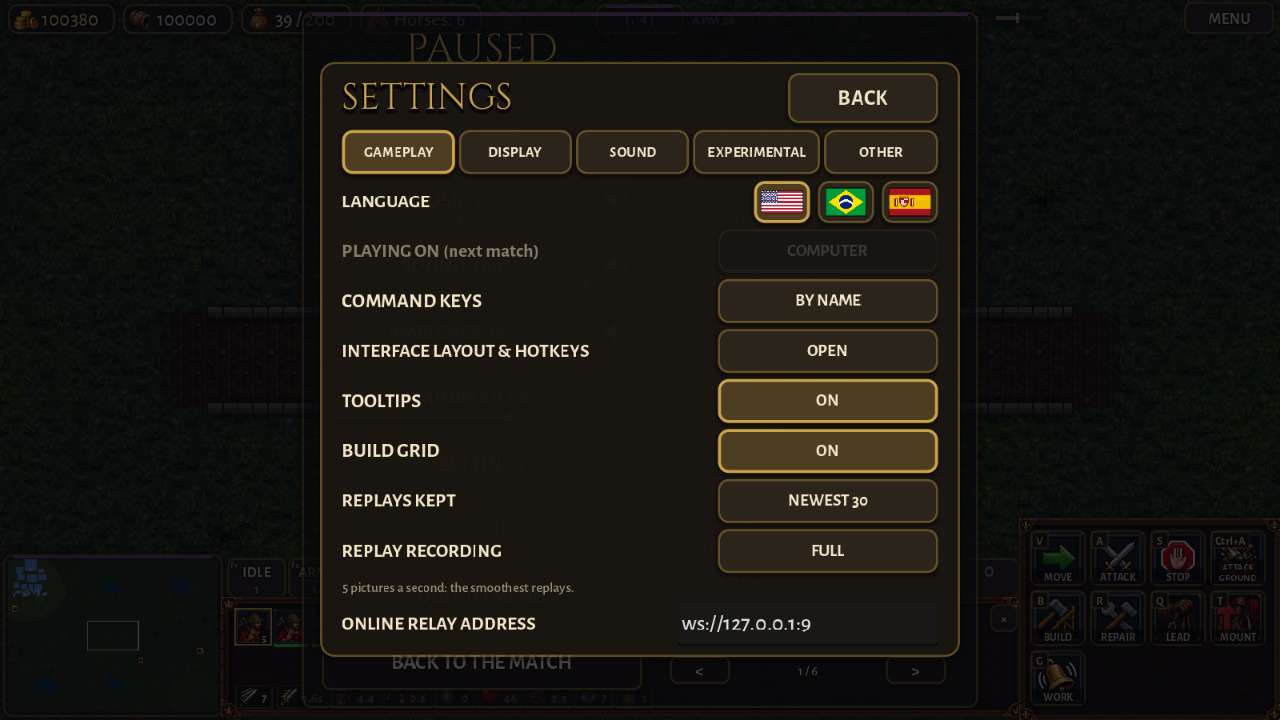 100380 100000 39 / 200 Horses: 6 MENU
PAUSED
SETTINGS BACK
GAMEPLAY DISPLAY SOUND EXPERIMENTAL OTHER
LANGUAGE
PLAYING ON (next match) COMPUTER
COMMAND KEYS BY NAME
INTERFACE LAYOUT & HOTKEYS OPEN
TOOLTIPS ON
BUILD GRID ON
REPLAYS KEPT NEWEST 30
REPLAY RECORDING FULL
5 pictures a second: the smoothest replays.
ONLINE RELAY ADDRESS ws://127.0.0.1:9
BACK TO THE MATCH < 1/6 >
IDLE
1
5
7
V MOVE A ATTACK S STOP Ctrl+A ATTACK GROUND
B BUILD R REPAIR Q LEAD T MOUNT
G WORK